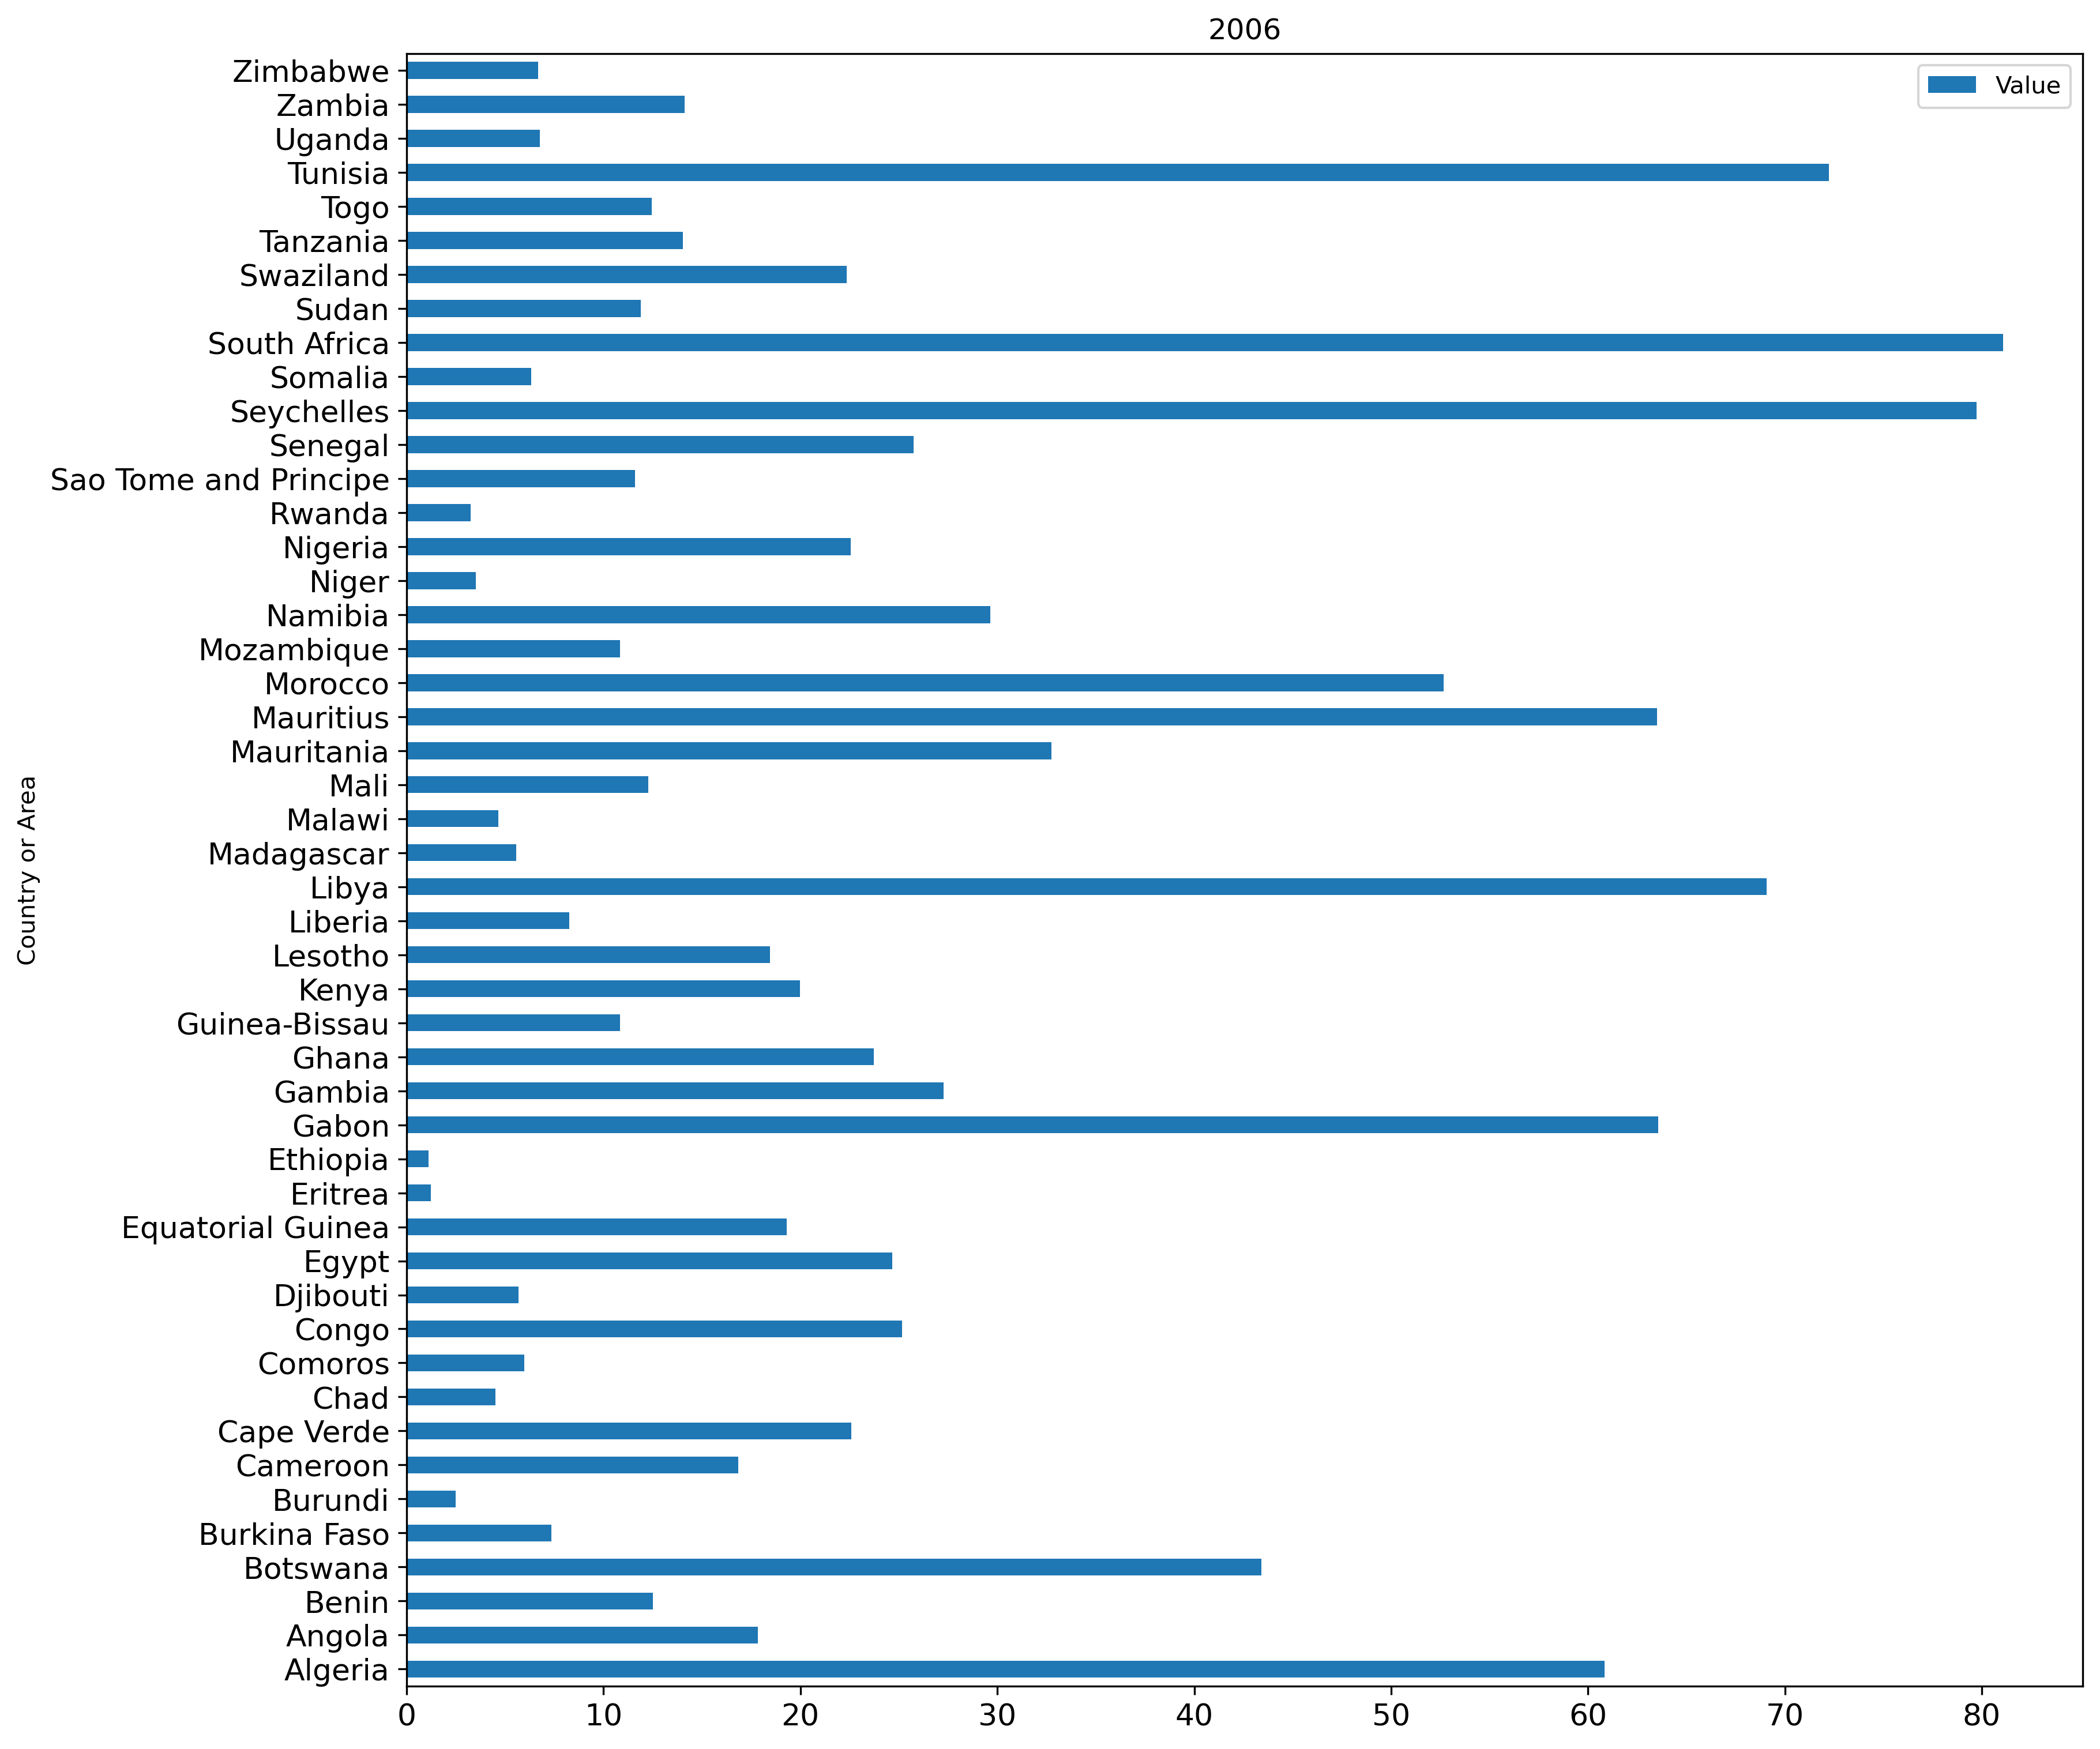 2006
Value
Zimbabwe
Zambia
Uganda
Tunisia
Togo
Tanzania
Swaziland
Sudan
South Africa
Somalia
Seychelles
Senegal
Sao Tome and Principe
Rwanda
Nigeria
Niger
Namibia
Mozambique
Morocco
Mauritius
Mauritania
Mali
Malawi
Madagascar
Libya
Liberia
Lesotho
Kenya
Guinea-Bissau
Ghana
Gambia
Gabon
Ethiopia
Eritrea
Equatorial Guinea
Egypt
Djibouti
Congo
Comoros
Chad
Cape Verde
Cameroon
Burundi
Burkina Faso
Botswana
Benin
Angola
Algeria
Country or Area
0 10 20 30 40 50 60 70 80